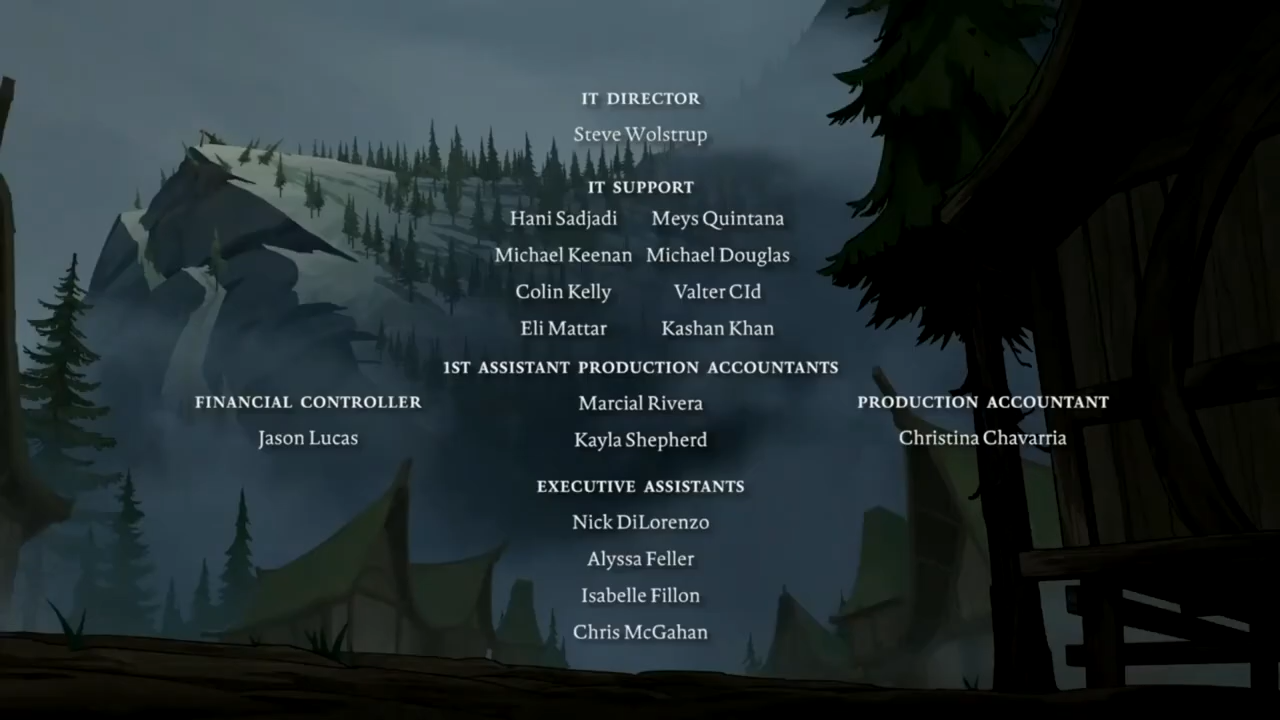 IT DIRECTOR
Steve Wolstrup
IT SUPPORT
Hani Sadjadi Meys Quintana
Michael Keenan Michael Douglas
Colin Kelly Valter CId
Eli Mattar Kashan Khan
1ST ASSISTANT PRODUCTION ACCOUNTANTS
FINANCIAL CONTROLLER Marcial Rivera PRODUCTION ACCOUNTANT
Jason Lucas Kayla Shepherd Christina Chavarria
EXECUTIVE ASSISTANTS
Nick DiLorenzo
Alyssa Feller
Isabelle Fillon
Chris McGahan